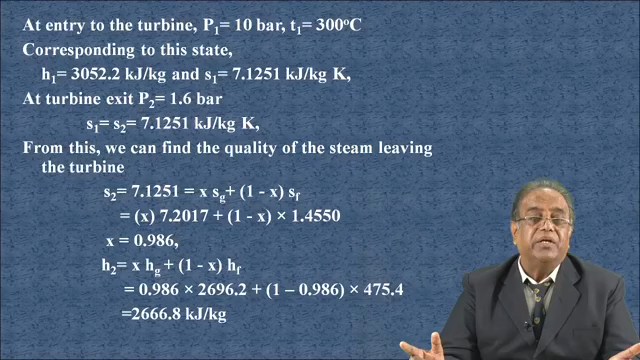 At entry to the turbine, P₁= 10 bar, t₁= 300°C
Corresponding to this state,
h₁= 3052.2 kJ/kg and s₁= 7.1251 kJ/kg K,
At turbine exit P₂= 1.6 bar
s₁= s₂= 7.1251 kJ/kg K,
From this, we can find the quality of the steam leaving
the turbine
s₂= 7.1251 = x s_g+ (1 - x) s_f
= (x) 7.2017 + (1 - x) × 1.4550
x = 0.986,
h₂= x h_g + (1 - x) h_f
= 0.986 × 2696.2 + (1 – 0.986) × 475.4
=2666.8 kJ/kg